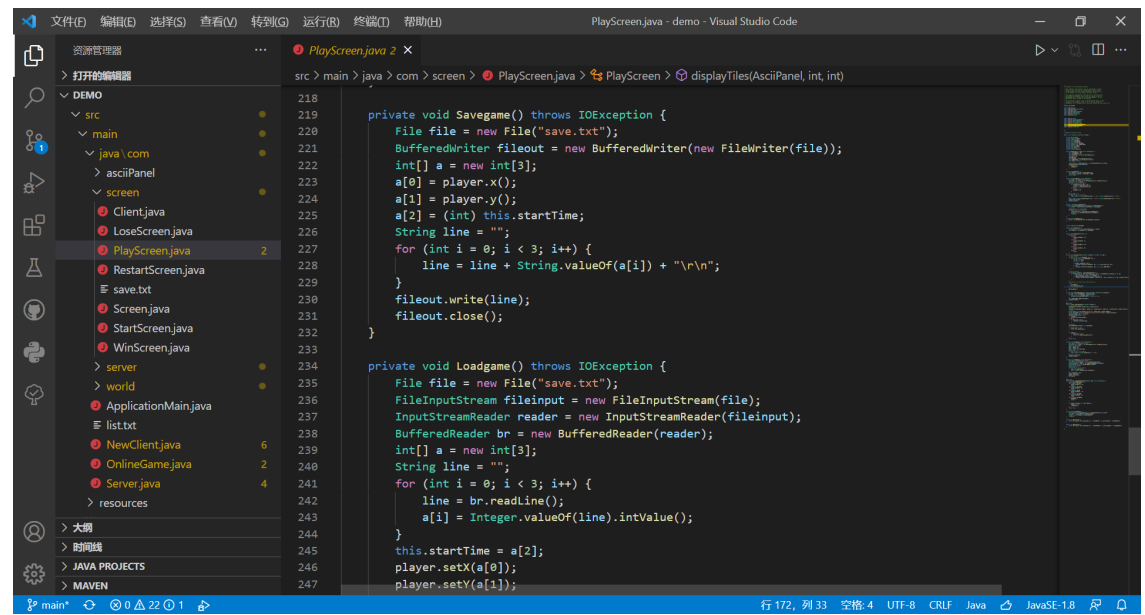 文件(F) 编辑(E) 选择(S) 查看(V) 转到(G) 运行(R) 终端(T) 帮助(H) PlayScreen.java - demo - Visual Studio Code
资源管理器
打开的编辑器
DEMO
src
main
java \ com
asciiPanel
screen
Client.java
LoseScreen.java
PlayScreen.java 2
RestartScreen.java
save.txt
Screen.java
StartScreen.java
WinScreen.java
server
world
ApplicationMain.java
list.txt
NewClient.java 6
OnlineGame.java 2
Server.java 4
resources
大纲
时间线
JAVA PROJECTS
MAVEN
1
PlayScreen.java 2
src > main > java > com > screen > PlayScreen.java > PlayScreen > displayTiles(AsciiPanel, int, int)
218
219 private void Savegame() throws IOException {
220 File file = new File("save.txt");
221 BufferedWriter fileout = new BufferedWriter(new FileWriter(file));
222 int[] a = new int[3];
223 a[0] = player.x();
224 a[1] = player.y();
225 a[2] = (int) this.startTime;
226 String line = "";
227 for (int i = 0; i < 3; i++) {
228 line = line + String.valueOf(a[i]) + "\r\n";
229 }
230 fileout.write(line);
231 fileout.close();
232 }
233
234 private void Loadgame() throws IOException {
235 File file = new File("save.txt");
236 FileInputStream fileinput = new FileInputStream(file);
237 InputStreamReader reader = new InputStreamReader(fileinput);
238 BufferedReader br = new BufferedReader(reader);
239 int[] a = new int[3];
240 String line = "";
241 for (int i = 0; i < 3; i++) {
242 line = br.readLine();
243 a[i] = Integer.valueOf(line).intValue();
244 }
245 this.startTime = a[2];
246 player.setX(a[0]);
247 player.setY(a[1]);
main* 0 22 1 行 172, 列 33 空格: 4 UTF-8 CRLF Java JavaSE-1.8